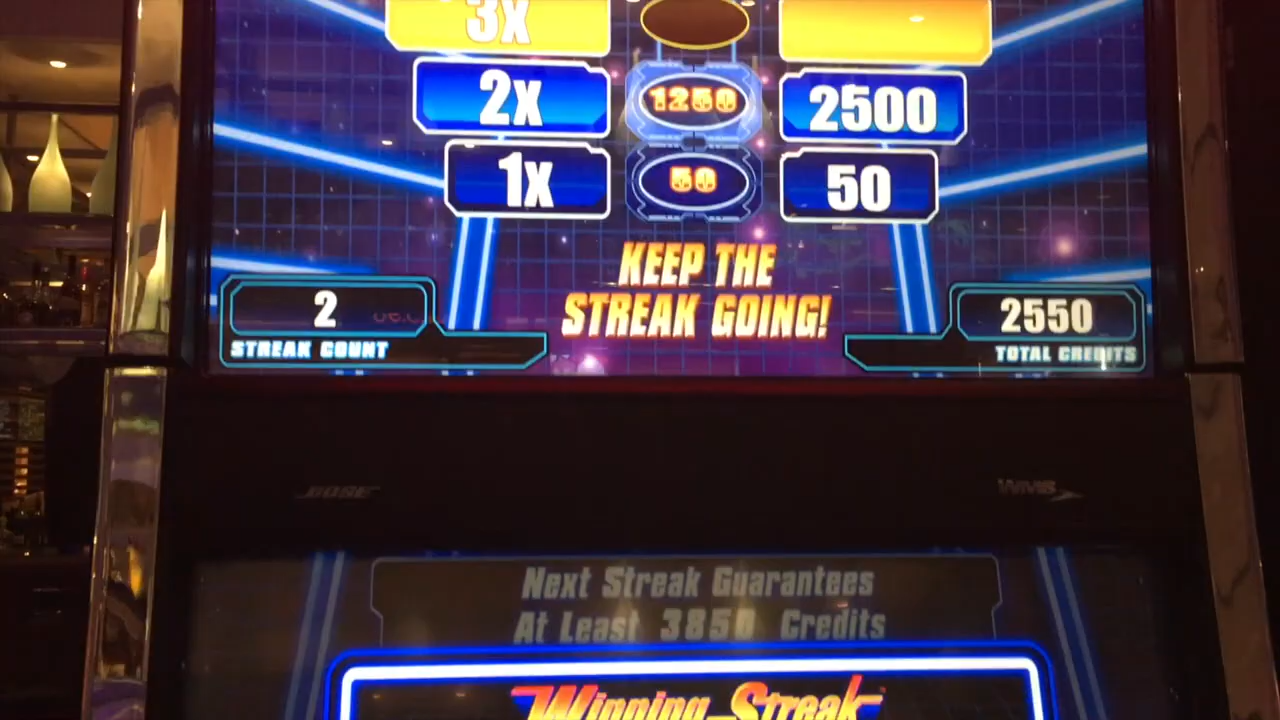 3X
2X 1250 2500
1X 50 50
KEEP THE
STREAK GOING!
2
STREAK COUNT
2550
TOTAL CREDITS
BOSE
WMS
Next Streak Guarantees
At Least 3850 Credits
Winning Streak